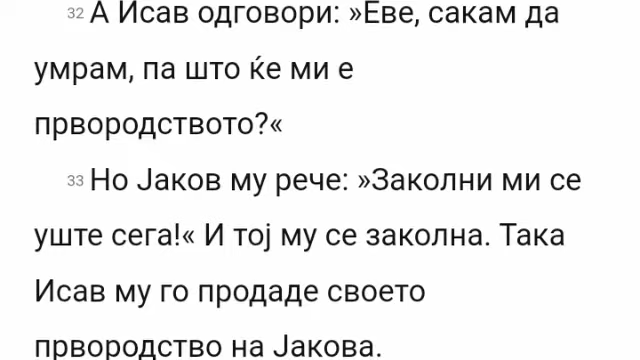 32 А Исав одговори: »Еве, сакам да
умрам, па што ќе ми е
првородството?«
33 Но Јаков му рече: »Заколни ми се
уште сега!« И тој му се заколна. Така
Исав му го продаде своето
првородство на Јакова.